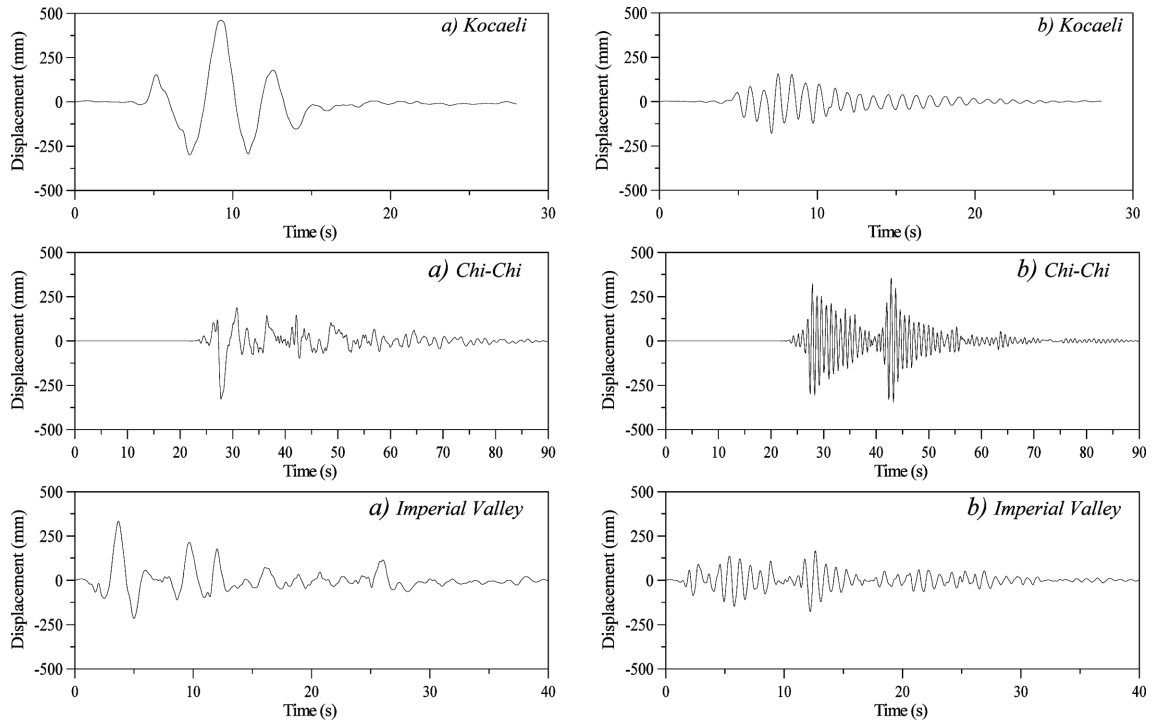 a) Kocaeli
Displacement (mm)
500
250
0
-250
-500
0 10 20 30
Time (s)
b) Kocaeli
Displacement (mm)
500
250
0
-250
-500
0 10 20 30
Time (s)
a) Chi-Chi
Displacement (mm)
500
250
0
-250
-500
0 10 20 30 40 50 60 70 80 90
Time (s)
b) Chi-Chi
Displacement (mm)
500
250
0
-250
-500
0 10 20 30 40 50 60 70 80 90
Time (s)
a) Imperial Valley
Displacement (mm)
500
250
0
-250
-500
0 10 20 30 40
Time (s)
b) Imperial Valley
Displacement (mm)
500
250
0
-250
-500
0 10 20 30 40
Time (s)